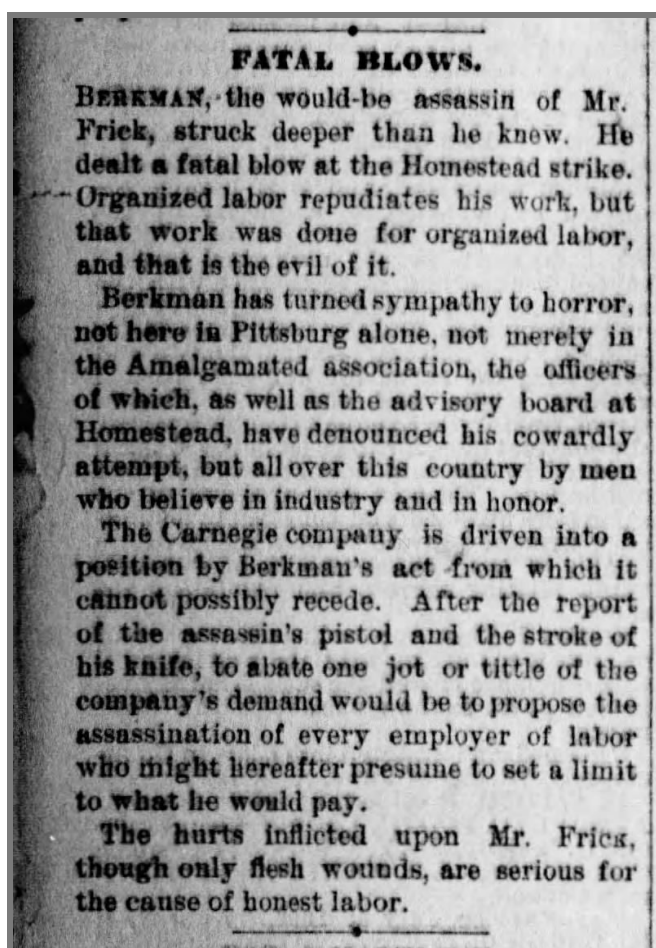 FATAL BLOWS.
BERKMAN, the would-be assassin of Mr.
Frick, struck deeper than he knew. He
dealt a fatal blow at the Homestead strike.
Organized labor repudiates his work, but
that work was done for organized labor,
and that is the evil of it.
Berkman has turned sympathy to horror,
not here in Pittsburg alone, not merely in
the Amalgamated association, the officers
of which, as well as the advisory board at
Homestead, have denounced his cowardly
attempt, but all over this country by men
who believe in industry and in honor.
The Carnegie company is driven into a
position by Berkman's act from which it
cannot possibly recede. After the report
of the assassin's pistol and the stroke of
his knife, to abate one jot or tittle of the
company's demand would be to propose the
assassination of every employer of labor
who might hereafter presume to set a limit
to what he would pay.
The hurts inflicted upon Mr. Frick,
though only flesh wounds, are serious for
the cause of honest labor.